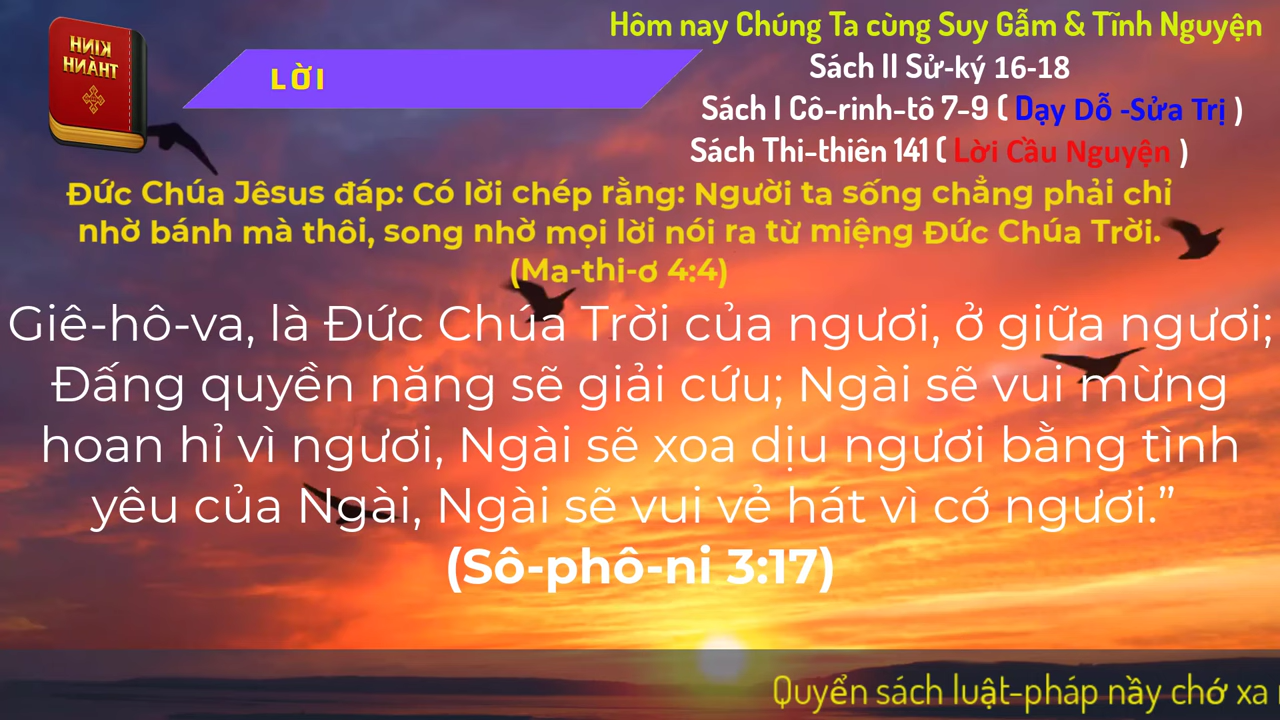 KINH
THÁNH
LỜI
Hôm nay Chúng Ta cùng Suy Gẫm & Tĩnh Nguyện
Sách II Sử-ký 16-18
Sách I Cô-rinh-tô 7-9 ( Dạy Dỗ -Sửa Trị )
Sách Thi-thiên 141 ( Lời Cầu Nguyện )
Đức Chúa Jêsus đáp: Có lời chép rằng: Người ta sống chẳng phải chỉ
nhờ bánh mà thôi, song nhờ mọi lời nói ra từ miệng Đức Chúa Trời.
(Ma-thi-ơ 4:4)
Giê-hô-va, là Đức Chúa Trời của ngươi, ở giữa ngươi;
Đấng quyền năng sẽ giải cứu; Ngài sẽ vui mừng
hoan hỉ vì ngươi, Ngài sẽ xoa dịu ngươi bằng tình
yêu của Ngài, Ngài sẽ vui vẻ hát vì cớ ngươi.”
(Sô-phô-ni 3:17)
Quyển sách luật-pháp nầy chớ xa